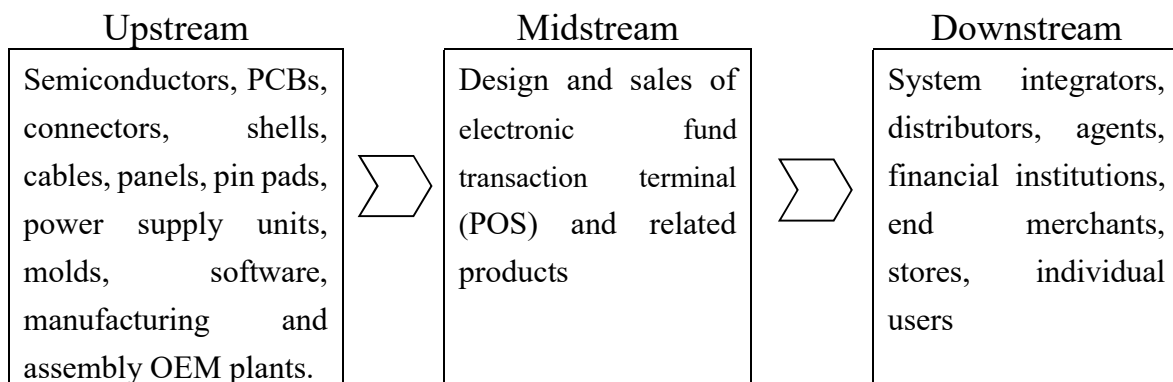 Upstream
Semiconductors, PCBs,
connectors, shells,
cables, panels, pin pads,
power supply units,
molds, software,
manufacturing and
assembly OEM plants.
Midstream
Design and sales of
electronic fund
transaction terminal
(POS) and related
products
Downstream
System integrators,
distributors, agents,
financial institutions,
end merchants,
stores, individual
users